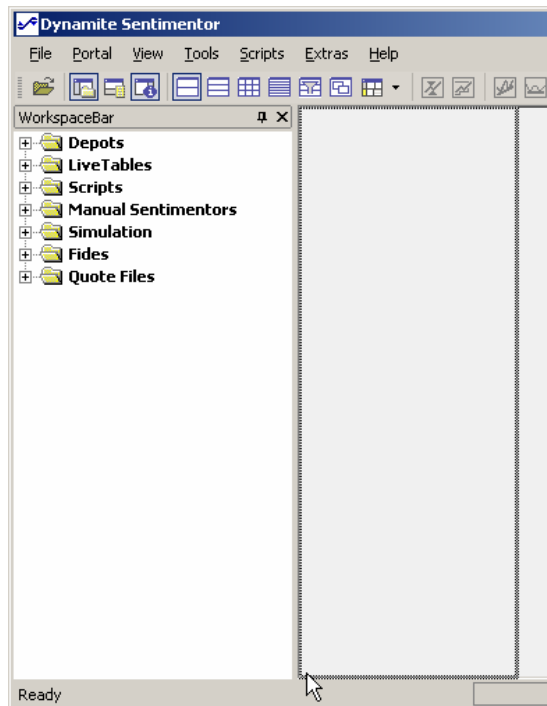 Dynamite Sentimentor
File Portal View Tools Scripts Extras Help
WorkspaceBar
Depots
LiveTables
Scripts
Manual Sentimentors
Simulation
Fides
Quote Files
Ready